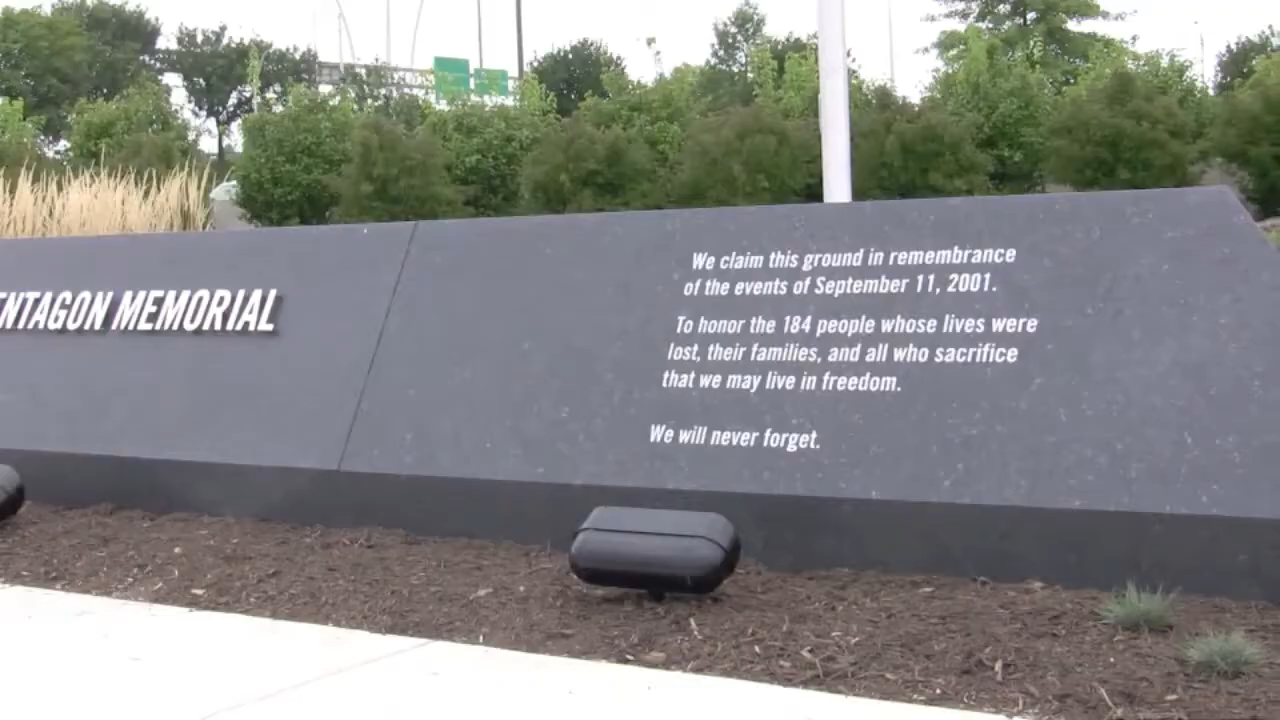 ENTAGON MEMORIAL
We claim this ground in remembrance
of the events of September 11, 2001.
To honor the 184 people whose lives were
lost, their families, and all who sacrifice
that we may live in freedom.
We will never forget.